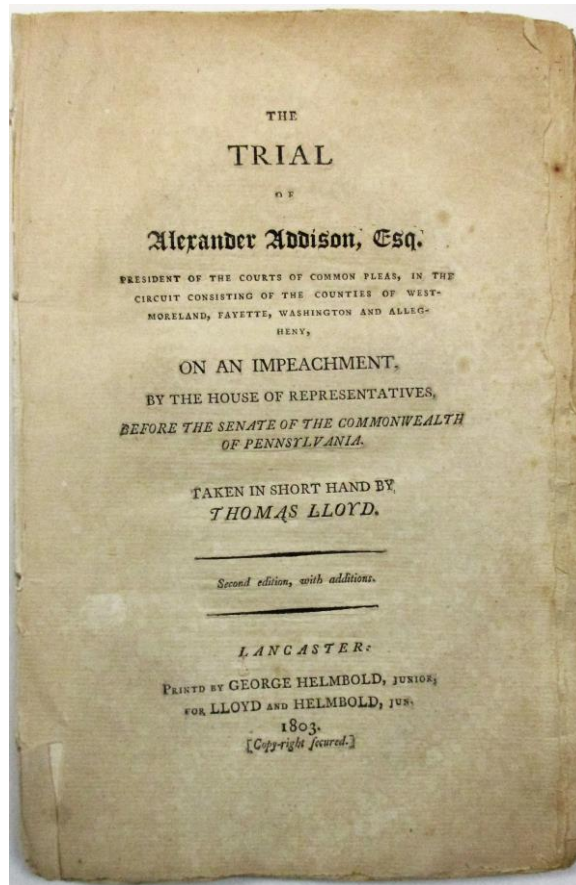 THE
TRIAL
OF
Alexander Addison, Esq.
PRESIDENT OF THE COURTS OF COMMON PLEAS, IN THE
CIRCUIT CONSISTING OF THE COUNTIES OF WEST-
MORELAND, FAYETTE, WASHINGTON AND ALLEG-
HENY,
ON AN IMPEACHMENT,
BY THE HOUSE OF REPRESENTATIVES,
BEFORE THE SENATE OF THE COMMONWEALTH
OF PENNSYLVANIA.
TAKEN IN SHORT HAND BY,
THOMAS LLOYD.
Second edition, with additions.
LANCASTER:
PRINTD BY GEORGE HELMBOLD, JUNIOR,
FOR LLOYD AND HELMBOLD, JUN.
1803.
[Copy-right ſecured.]